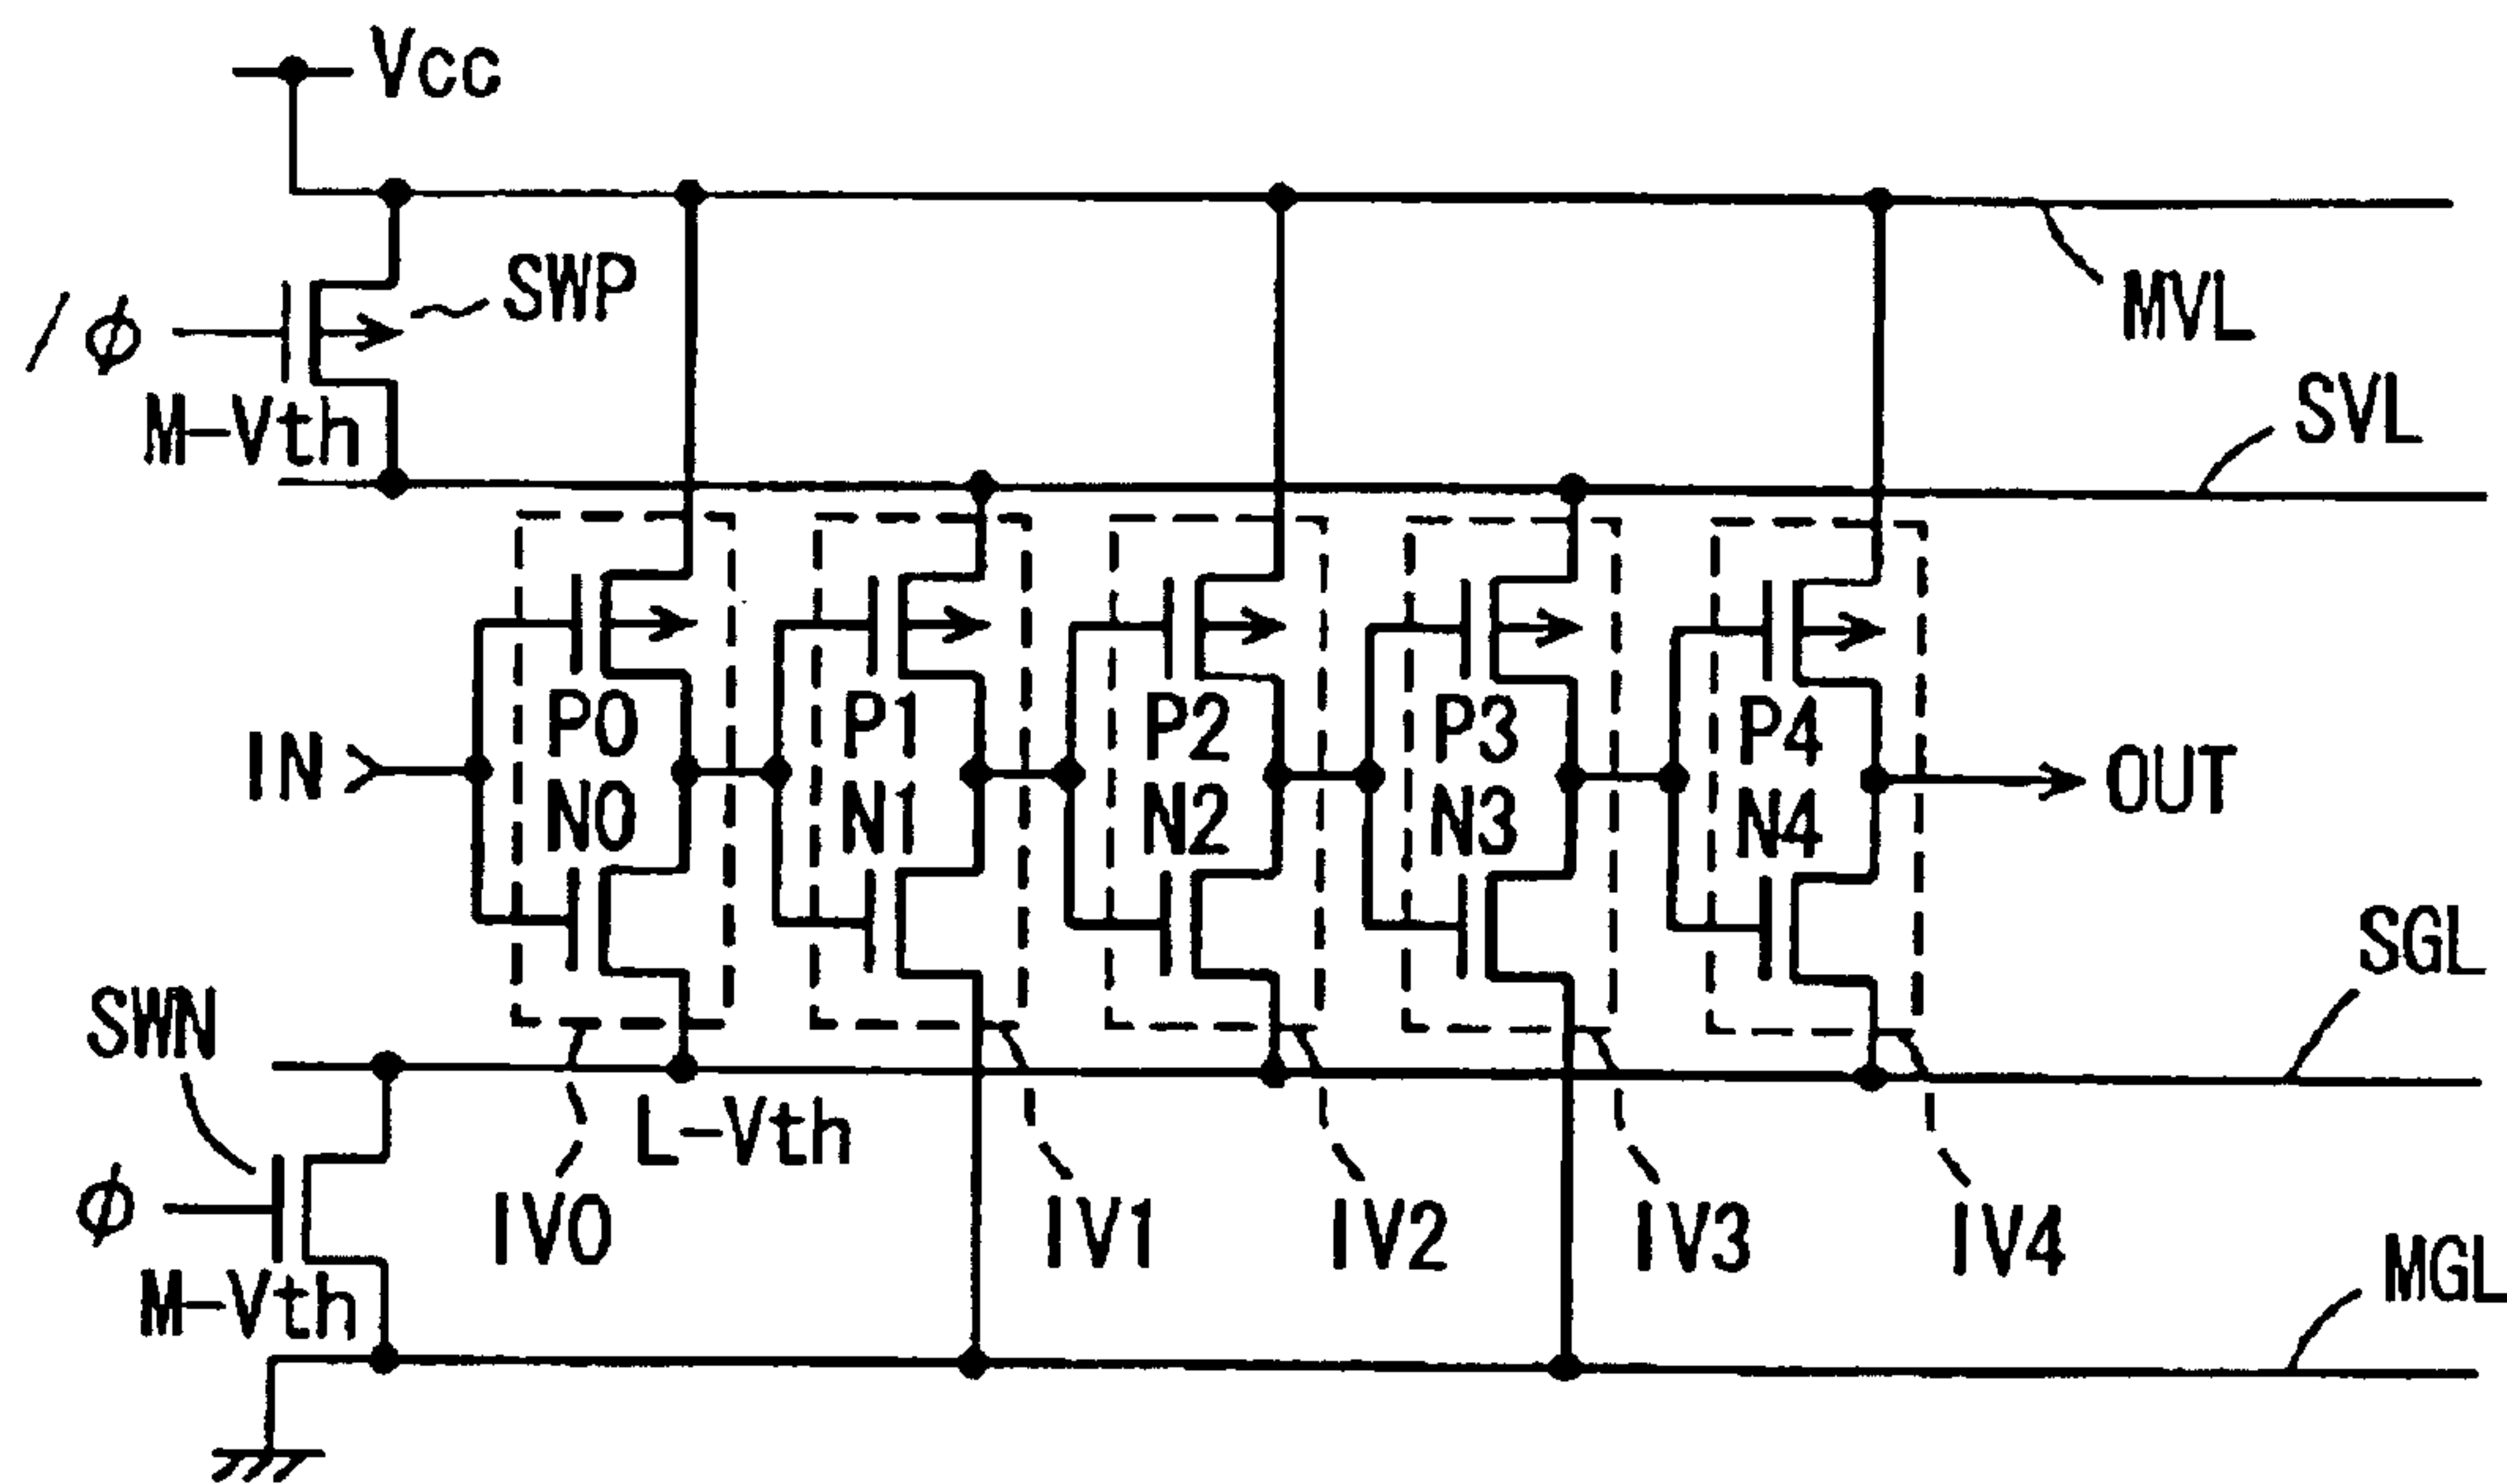 Vcc
SWP
/φ
MVL
M-Vth
SVL
P0 P1 P2 P3 P4
IN
OUT
N0 N1 N2 N3 N4
SGL
SWN
L-Vth
φ
IV0 IV1 IV2 IV3 IV4
M-Vth
MGL